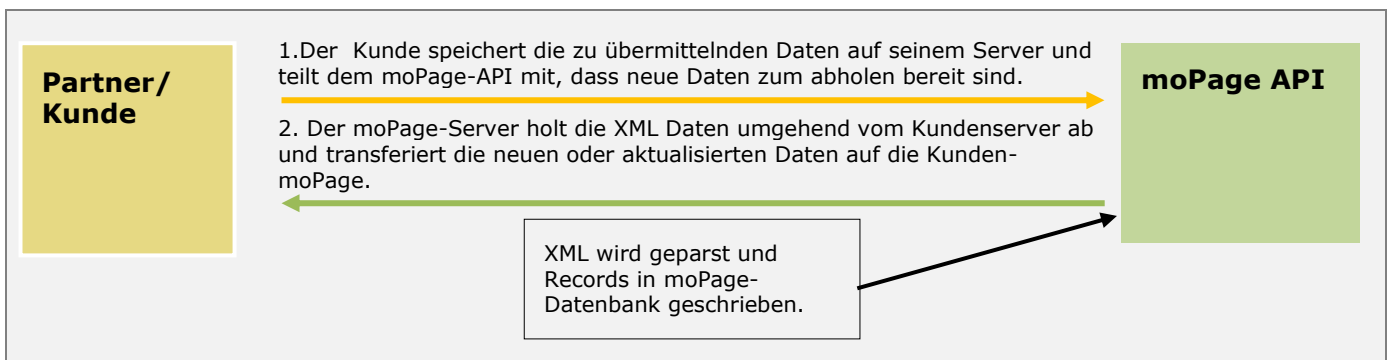 Partner/
Kunde
1.Der  Kunde speichert die zu übermittelnden Daten auf seinem Server und
teilt dem moPage-API mit, dass neue Daten zum abholen bereit sind.
2. Der moPage-Server holt die XML Daten umgehend vom Kundenserver ab
und transferiert die neuen oder aktualisierten Daten auf die Kunden-
moPage.
moPage API
XML wird geparst und
Records in moPage-
Datenbank geschrieben.